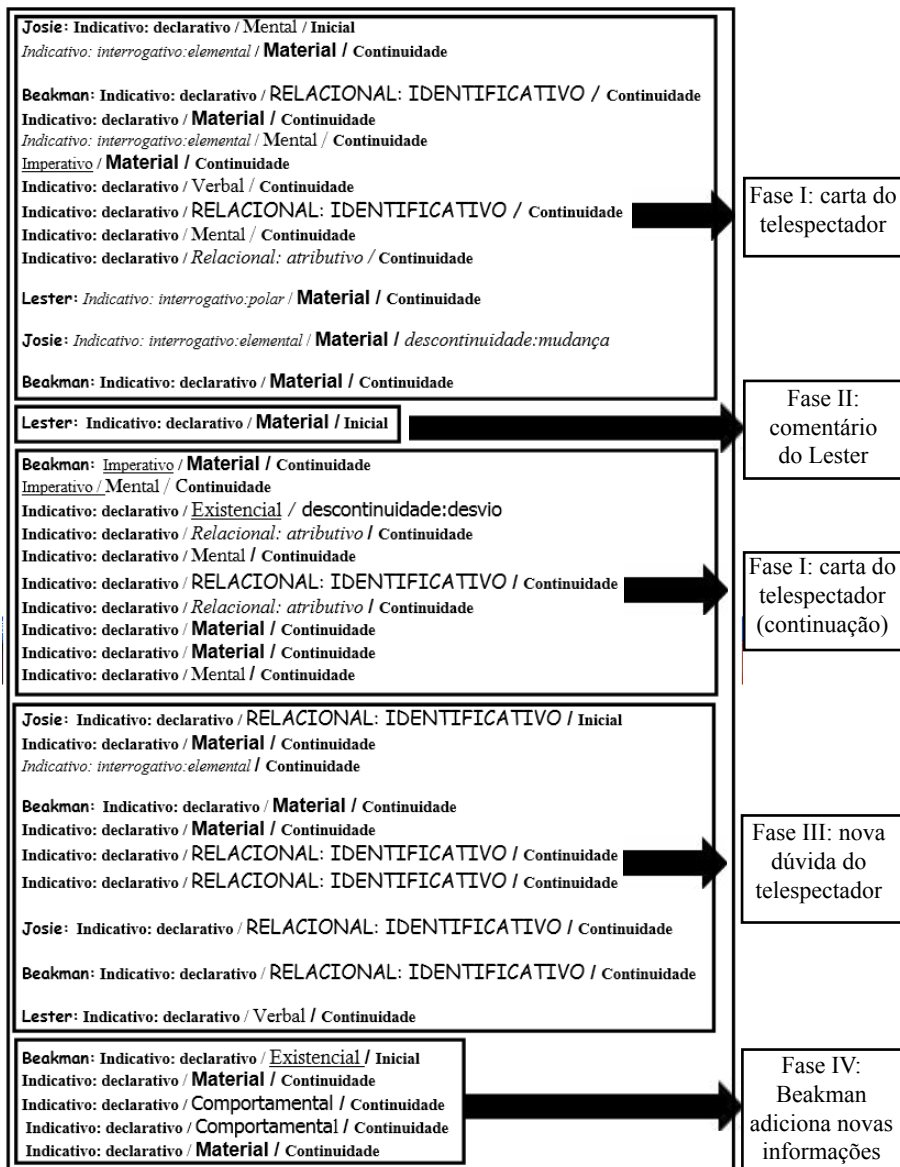 Josie: Indicativo: declarativo / Mental / Inicial
Indicativo: interrogativo:elemental / Material / Continuidade
Beakman: Indicativo: declarativo / RELACIONAL: IDENTIFICATIVO / Continuidade
Indicativo: declarativo / Material / Continuidade
Indicativo: interrogativo:elemental / Mental / Continuidade
Imperativo / Material / Continuidade
Indicativo: declarativo / Verbal / Continuidade
Indicativo: declarativo / RELACIONAL: IDENTIFICATIVO / Continuidade
Indicativo: declarativo / Mental / Continuidade
Indicativo: declarativo / Relacional: atributivo / Continuidade
Lester: Indicativo: interrogativo:polar / Material / Continuidade
Josie: Indicativo: interrogativo:elemental / Material / descontinuidade:mudança
Beakman: Indicativo: declarativo / Material / Continuidade
Fase I: carta do
telespectador
Lester: Indicativo: declarativo / Material / Inicial
Fase II:
comentário
do Lester
Beakman: Imperativo / Material / Continuidade
Imperativo / Mental / Continuidade
Indicativo: declarativo / Existencial / descontinuidade:desvio
Indicativo: declarativo / Relacional: atributivo / Continuidade
Indicativo: declarativo / Mental / Continuidade
Indicativo: declarativo / RELACIONAL: IDENTIFICATIVO / Continuidade
Indicativo: declarativo / Relacional: atributivo / Continuidade
Indicativo: declarativo / Material / Continuidade
Indicativo: declarativo / Material / Continuidade
Indicativo: declarativo / Mental / Continuidade
Fase I: carta do
telespectador
(continuação)
Josie: Indicativo: declarativo / RELACIONAL: IDENTIFICATIVO / Inicial
Indicativo: declarativo / Material / Continuidade
Indicativo: interrogativo:elemental / Continuidade
Beakman: Indicativo: declarativo / Material / Continuidade
Indicativo: declarativo / Material / Continuidade
Indicativo: declarativo / RELACIONAL: IDENTIFICATIVO / Continuidade
Indicativo: declarativo / RELACIONAL: IDENTIFICATIVO / Continuidade
Josie: Indicativo: declarativo / RELACIONAL: IDENTIFICATIVO / Continuidade
Beakman: Indicativo: declarativo / RELACIONAL: IDENTIFICATIVO / Continuidade
Lester: Indicativo: declarativo / Verbal / Continuidade
Fase III: nova
dúvida do
telespectador
Beakman: Indicativo: declarativo / Existencial / Inicial
Indicativo: declarativo / Material / Continuidade
Indicativo: declarativo / Comportamental / Continuidade
Indicativo: declarativo / Comportamental / Continuidade
Indicativo: declarativo / Material / Continuidade
Fase IV:
Beakman
adiciona novas
informações